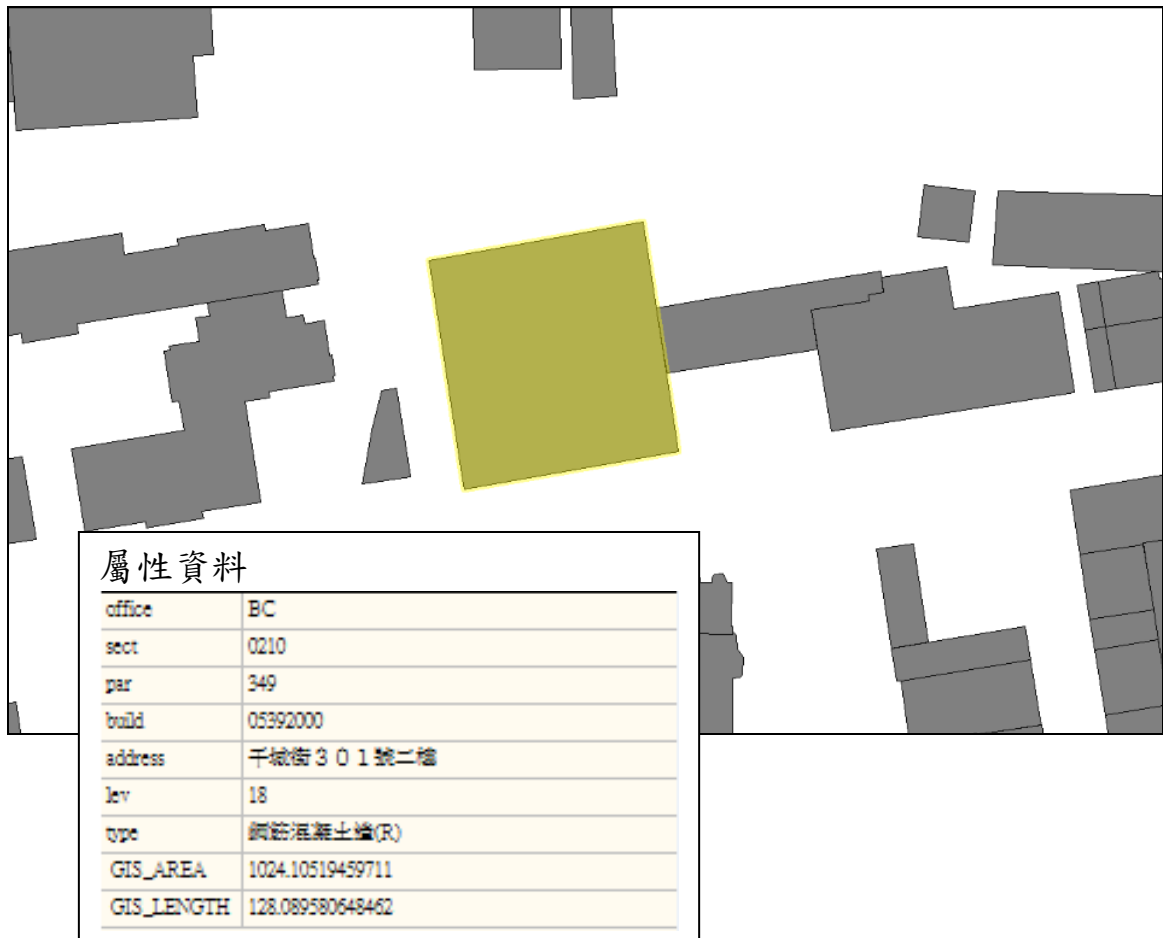 屬性資料
office BC
sect 0210
par 349
build 05392000
address 干城街３０１號二樓
lev 18
type 鋼筋混凝土造(R)
GIS_AREA 1024.10519459711
GIS_LENGTH 128.089580648462